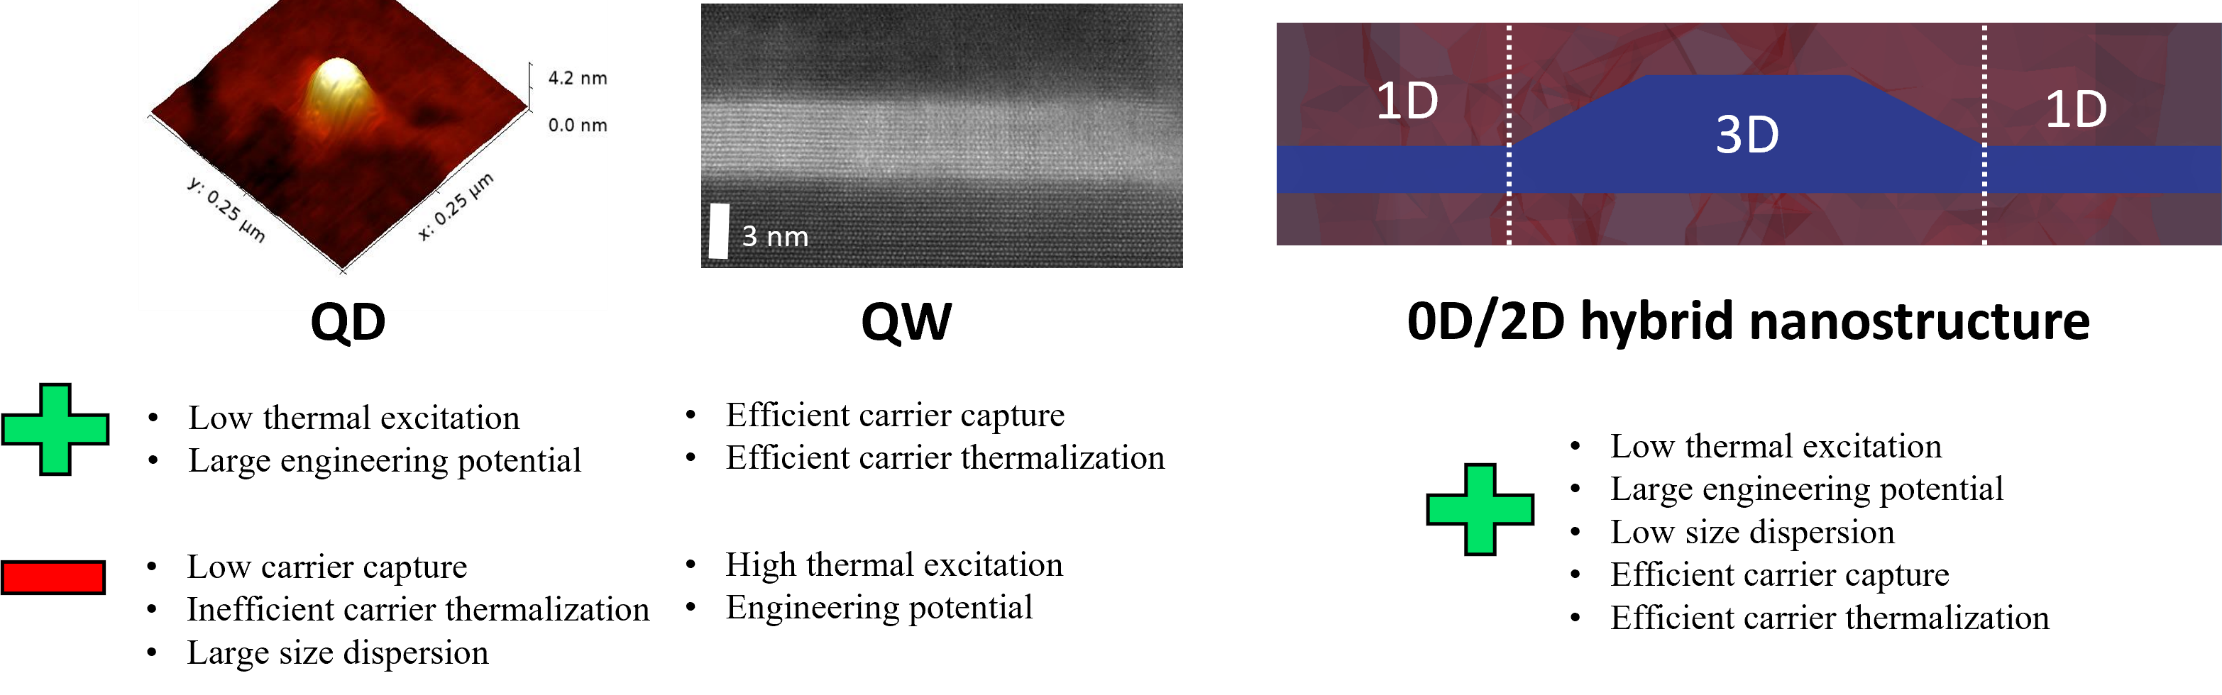 4.2 nm
0.0 nm
y: 0.25 µm
x: 0.25 µm
3 nm
1D
3D
1D
QD
QW
0D/2D hybrid nanostructure
• Low thermal excitation
• Large engineering potential
• Low carrier capture
• Inefficient carrier thermalization
• Large size dispersion
• Efficient carrier capture
• Efficient carrier thermalization
• High thermal excitation
• Engineering potential
• Low thermal excitation
• Large engineering potential
• Low size dispersion
• Efficient carrier capture
• Efficient carrier thermalization